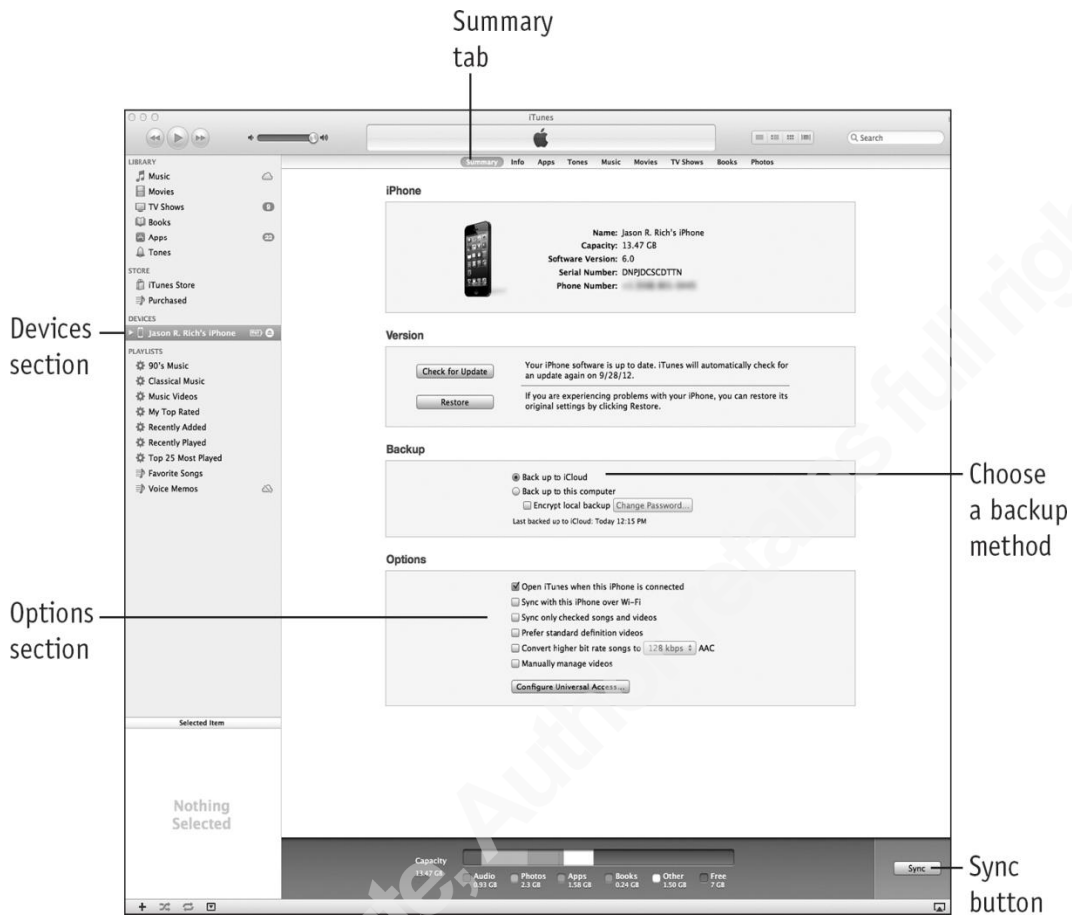 Summary
tab
iTunes
Search
LIBRARY
Music
Movies
TV Shows 9
Books
Apps
Tones
STORE
iTunes Store
Purchased
DEVICES
Jason R. Rich's iPhone
PLAYLISTS
90's Music
Classical Music
Music Videos
My Top Rated
Recently Added
Recently Played
Top 25 Most Played
Favorite Songs
Voice Memos
Selected Item
Nothing
Selected
Devices
section
Options
section
Summary Info Apps Tones Music Movies TV Shows Books Photos
iPhone
Name: Jason R. Rich's iPhone
Capacity: 13.47 GB
Software Version: 6.0
Serial Number: DNPJDCSCDTTN
Phone Number:
Version
Check for Update
Your iPhone software is up to date. iTunes will automatically check for
an update again on 9/28/12.
Restore
If you are experiencing problems with your iPhone, you can restore its
original settings by clicking Restore.
Backup
Back up to iCloud
Back up to this computer
Encrypt local backup Change Password...
Last backed up to iCloud: Today 12:15 PM
Options
Open iTunes when this iPhone is connected
Sync with this iPhone over Wi-Fi
Sync only checked songs and videos
Prefer standard definition videos
Convert higher bit rate songs to 128 kbps AAC
Manually manage videos
Configure Universal Access...
Choose
a backup
method
Capacity
13.47 GB
Audio
0.93 GB
Photos
2.3 GB
Apps
1.58 GB
Books
0.24 GB
Other
1.50 GB
Free
7 GB
Sync
Sync
button
te, Author retains full righ